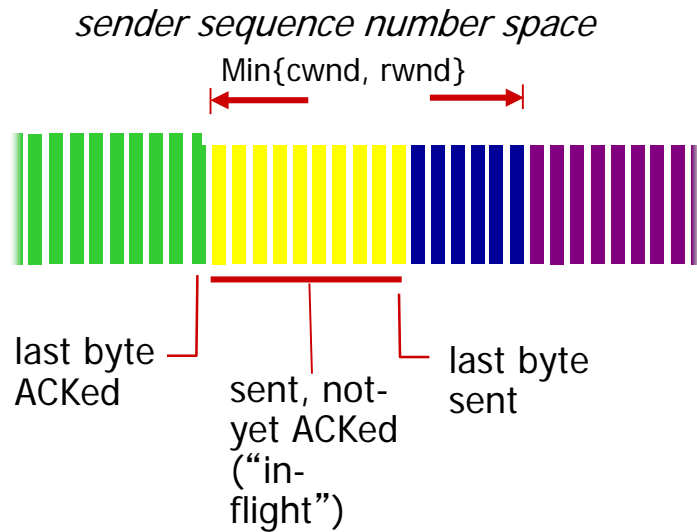 sender sequence number space
Min{cwnd, rwnd}
last byte
ACKed
sent, not-
yet ACKed
(“in-
flight”)
last byte
sent